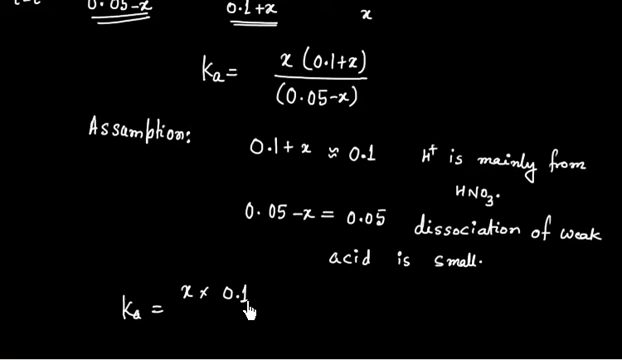 0.05-x 0.1+x x
Ka= x (0.1+x)
(0.05-x)
Assumption:
0.1+x ≈ 0.1 H⁺ is mainly from
HNO₃.
0.05-x = 0.05 dissociation of weak
acid is small.
Ka = x × 0.1